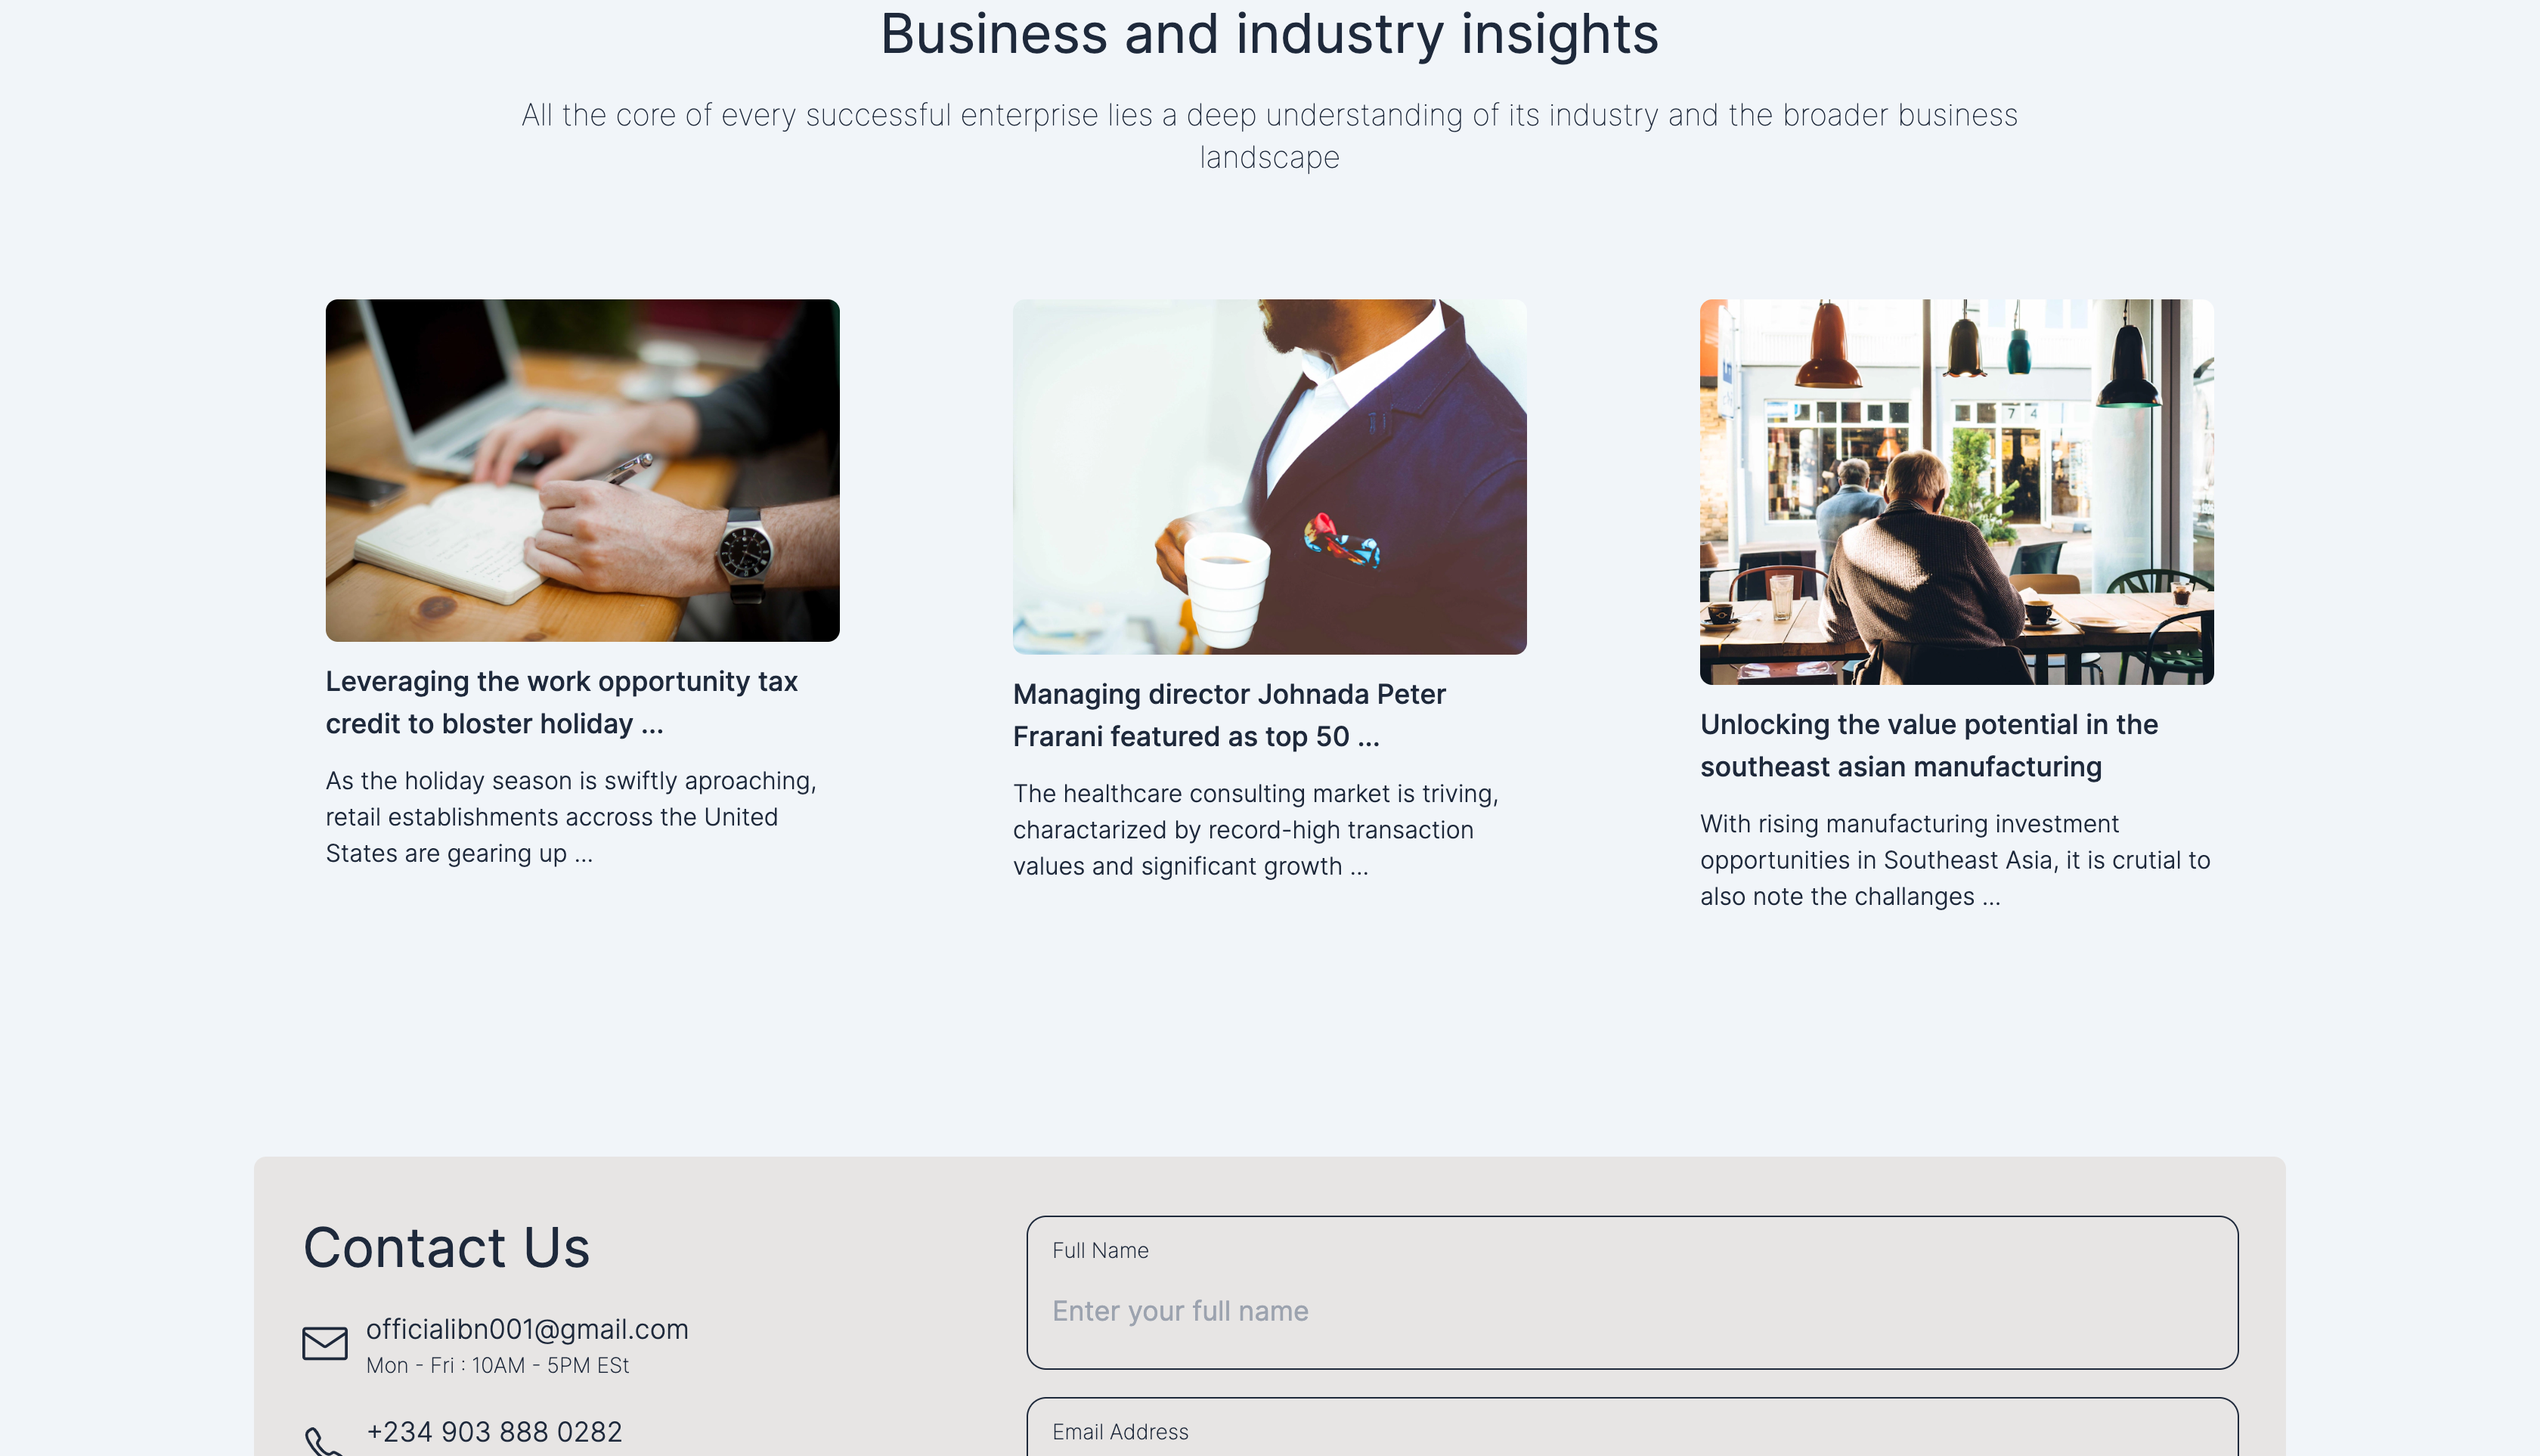 Business and industry insights
All the core of every successful enterprise lies a deep understanding of its industry and the broader business
landscape
7 4
Leveraging the work opportunity tax
credit to bloster holiday ...
As the holiday season is swiftly aproaching,
retail establishments accross the United
States are gearing up ...
Managing director Johnada Peter
Frarani featured as top 50 ...
The healthcare consulting market is triving,
charactarized by record-high transaction
values and significant growth ...
Unlocking the value potential in the
southeast asian manufacturing
With rising manufacturing investment
opportunities in Southeast Asia, it is crutial to
also note the challanges ...
Contact Us
officialibn001@gmail.com
Mon - Fri : 10AM - 5PM ESt
+234 903 888 0282
Full Name
Enter your full name
Email Address